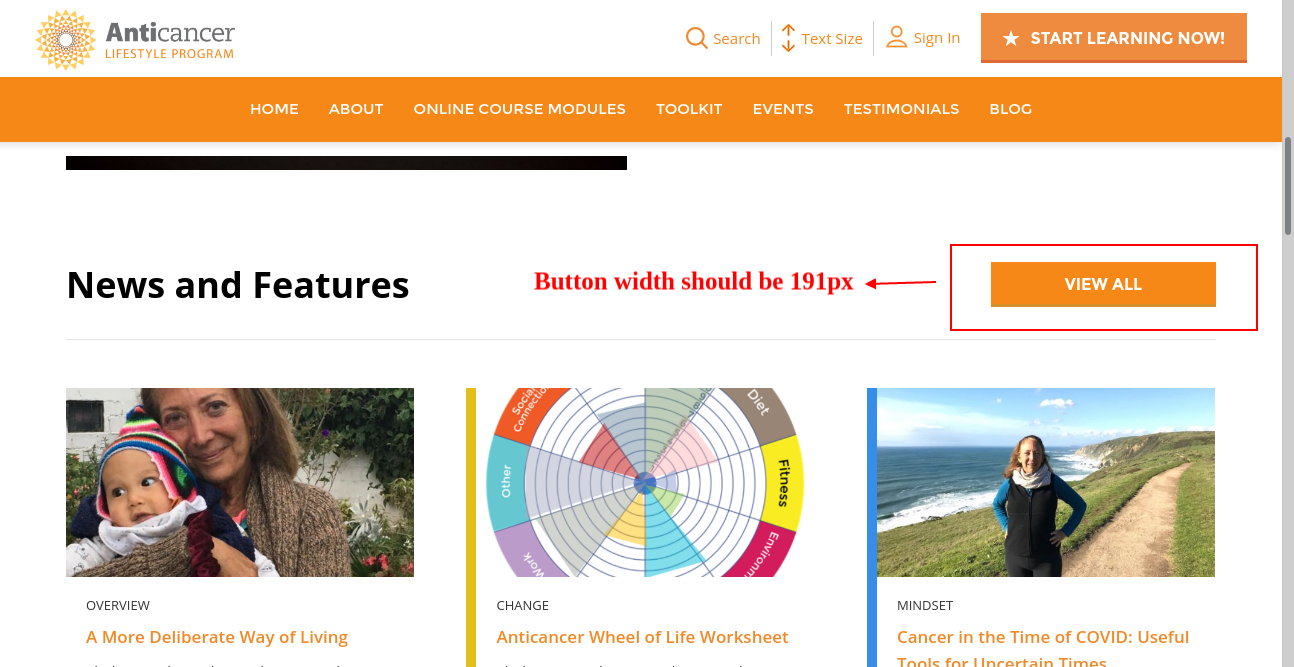 Anticancer
LIFESTYLE PROGRAM
Search
Text Size
Sign In
★ START LEARNING NOW!
HOME ABOUT ONLINE COURSE MODULES TOOLKIT EVENTS TESTIMONIALS BLOG
News and Features
Button width should be 191px
VIEW ALL
Social Connection
Diet
Other
Fitness
Work
OVERVIEW
A More Deliberate Way of Living
CHANGE
Anticancer Wheel of Life Worksheet
MINDSET
Cancer in the Time of COVID: Useful
Tools for Uncertain Times